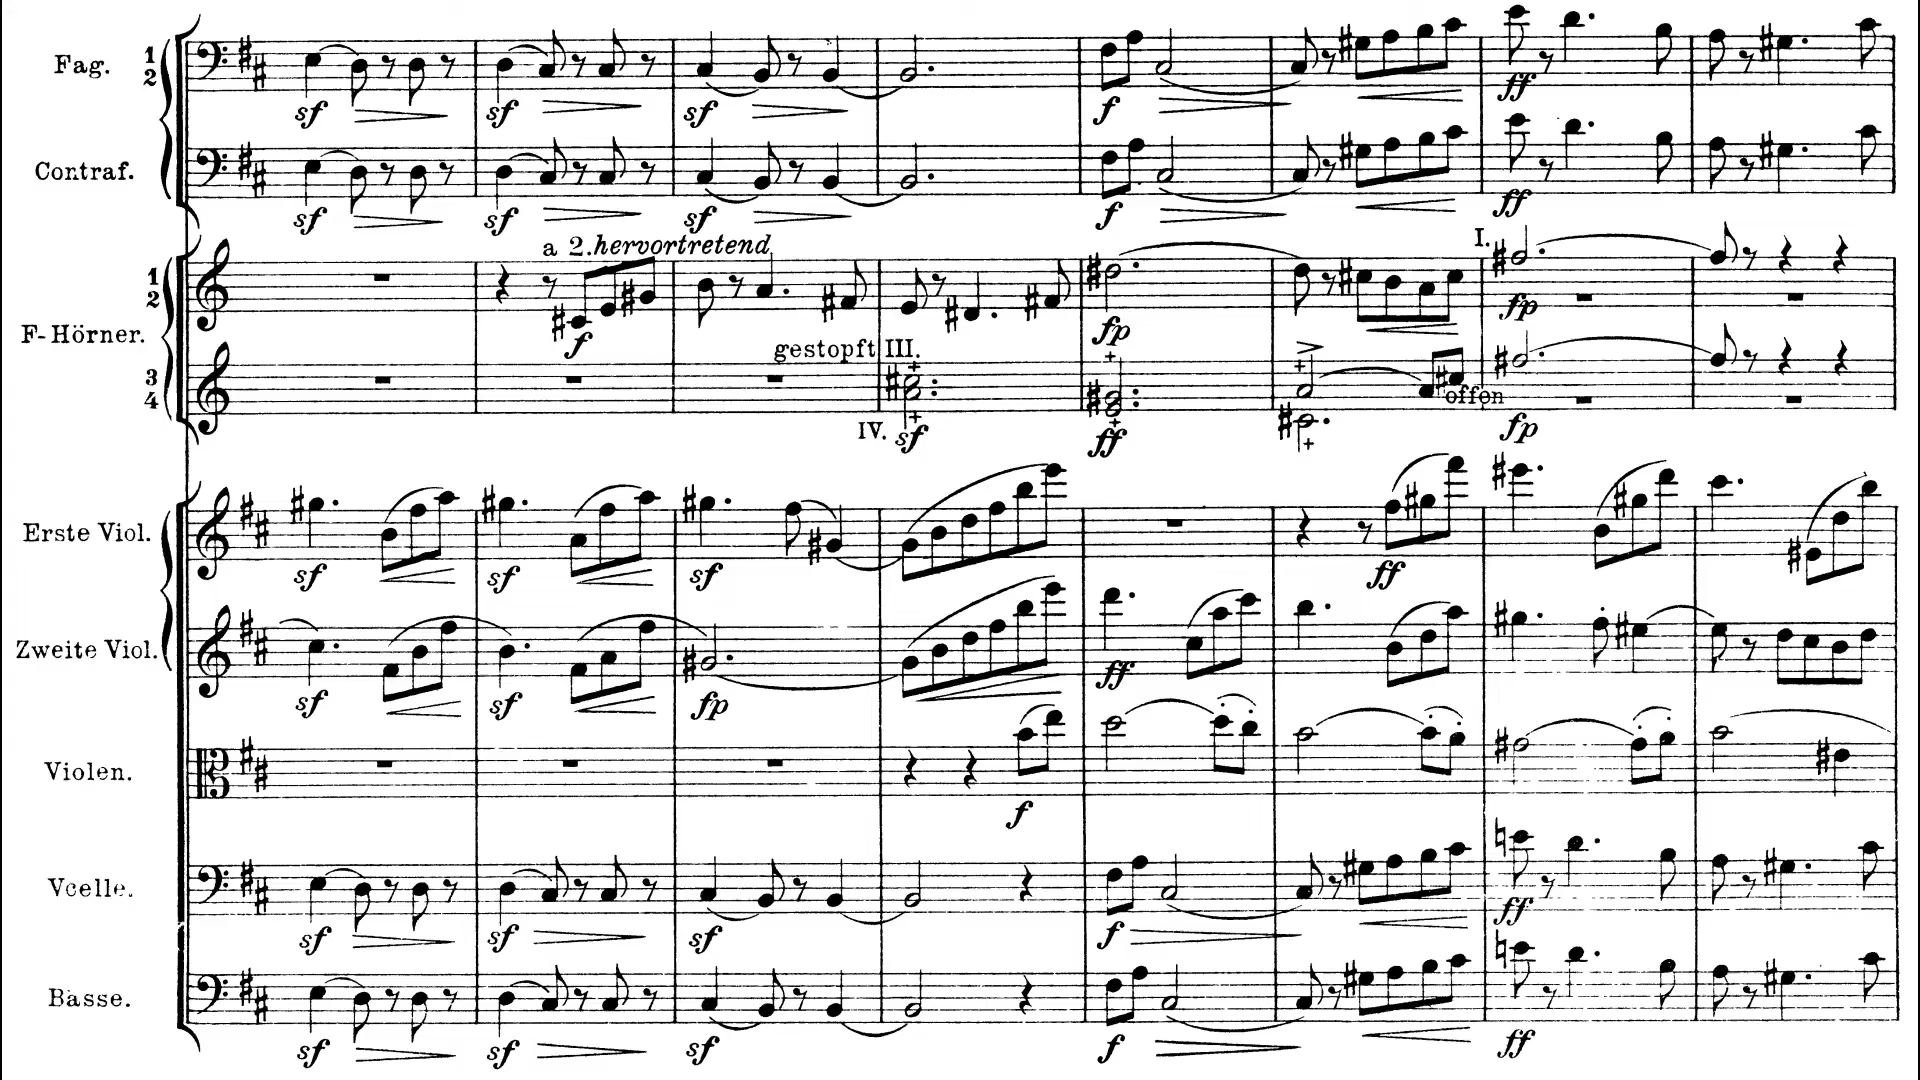 Fag. 1 2
sf sf sf f ff
Contraf.
sf sf sf f ff
a 2. hervortretend I.
F-Hörner. 1 2
f fp fp
gestopft III.
3 4
offen
IV. sf ff fp
Erste Viol.
sf sf sf ff
Zweite Viol.
sf sf fp ff
Violen.
f
Vcelle.
sf sf sf f ff
Bässe.
sf sf sf f ff